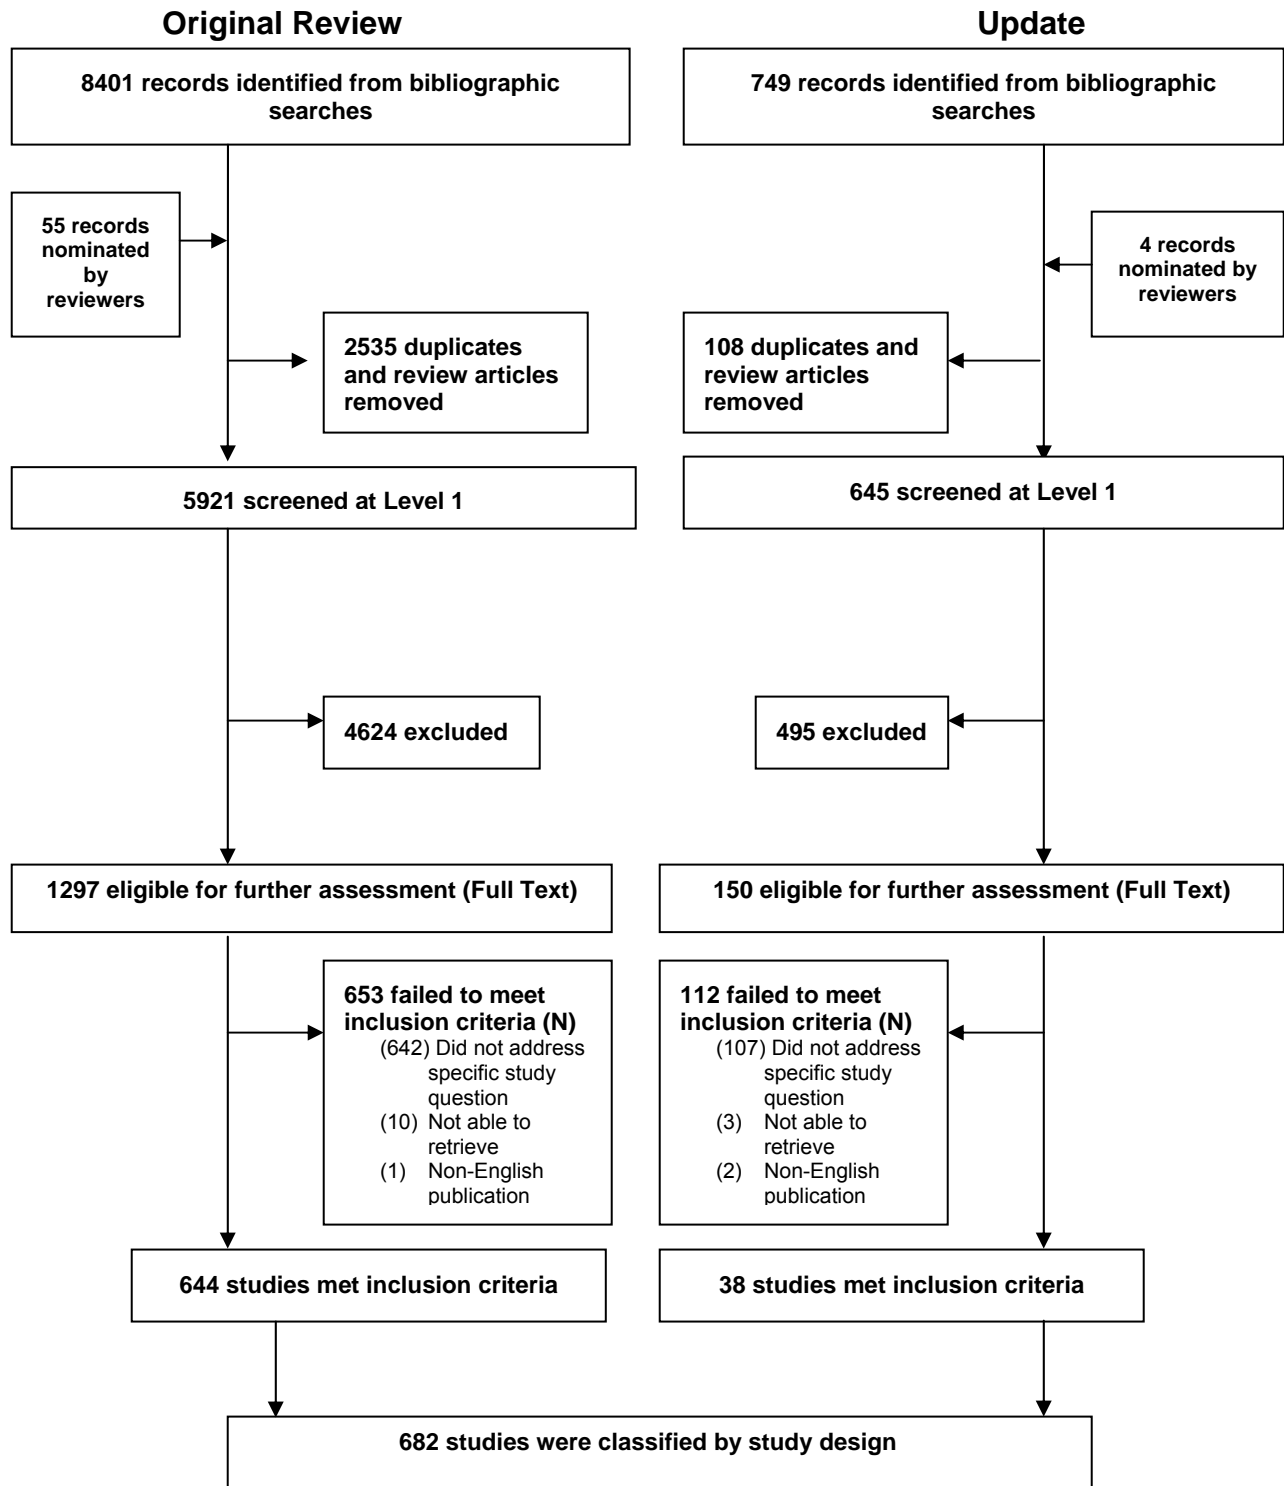 Original Review
Update
8401 records identified from bibliographic
searches
749 records identified from bibliographic
searches
55 records
nominated
by
reviewers
4 records
nominated by
reviewers
2535 duplicates
and review articles
removed
108 duplicates and
review articles
removed
5921 screened at Level 1
645 screened at Level 1
4624 excluded
495 excluded
1297 eligible for further assessment (Full Text)
150 eligible for further assessment (Full Text)
653 failed to meet
inclusion criteria (N)
(642) Did not address
specific study
question
(10) Not able to
retrieve
(1) Non-English
publication
112 failed to meet
inclusion criteria (N)
(107) Did not address
specific study
question
(3) Not able to
retrieve
(2) Non-English
publication
644 studies met inclusion criteria
38 studies met inclusion criteria
682 studies were classified by study design